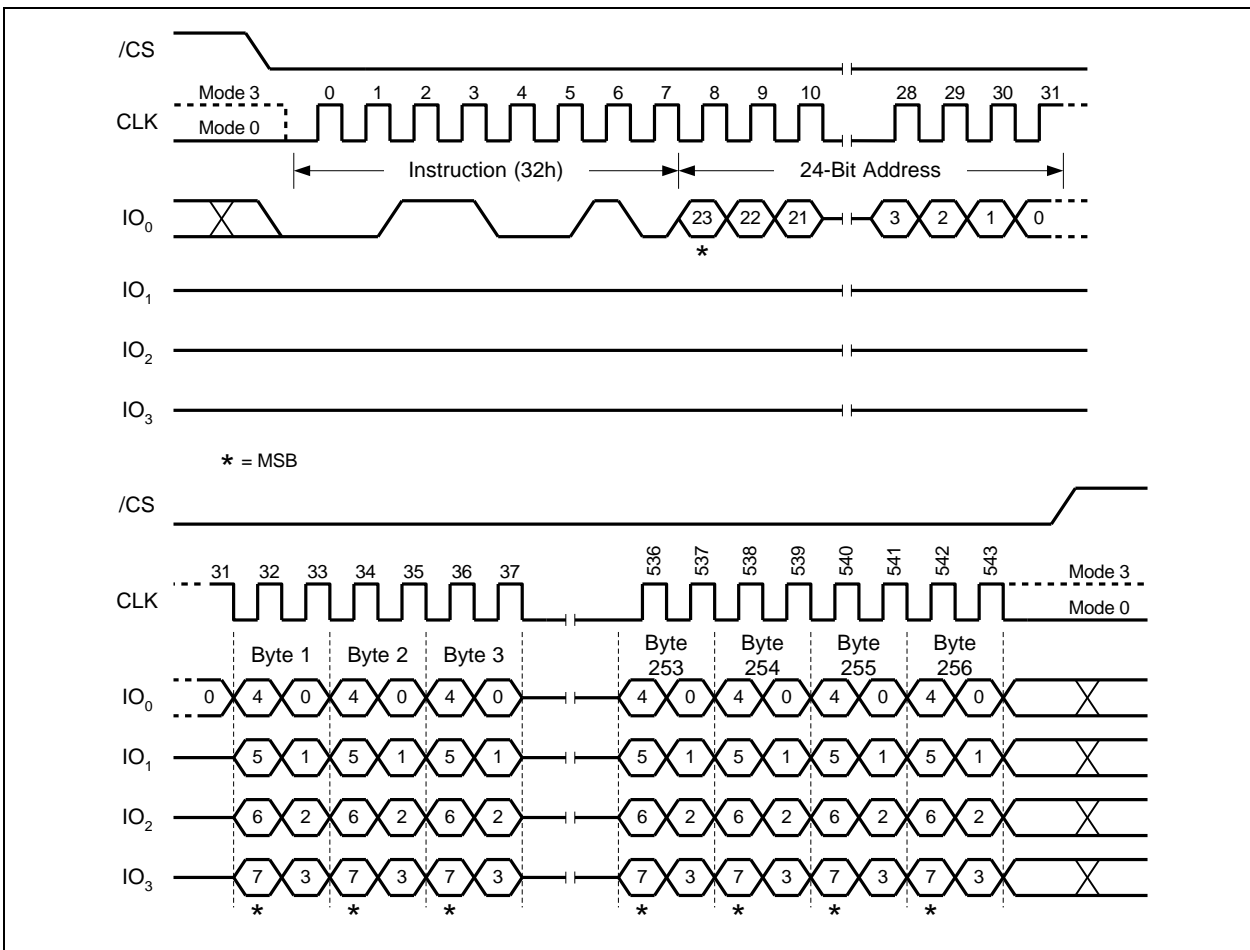 /CS
Mode 3 0 1 2 3 4 5 6 7 8 9 10 28 29 30 31
CLK
Mode 0
Instruction (32h) 24-Bit Address
IO0 23 22 21 3 2 1 0
*
IO1
IO2
IO3
* = MSB
/CS
31 32 33 34 35 36 37 536 537 538 539 540 541 542 543
Mode 3
CLK
Mode 0
Byte 1 Byte 2 Byte 3 Byte 253 Byte 254 Byte 255 Byte 256
IO0 0 4 0 4 0 4 0 4 0 4 0 4 0 4 0
IO1 5 1 5 1 5 1 5 1 5 1 5 1 5 1
IO2 6 2 6 2 6 2 6 2 6 2 6 2 6 2
IO3 7 3 7 3 7 3 7 3 7 3 7 3 7 3
* * * * * * *